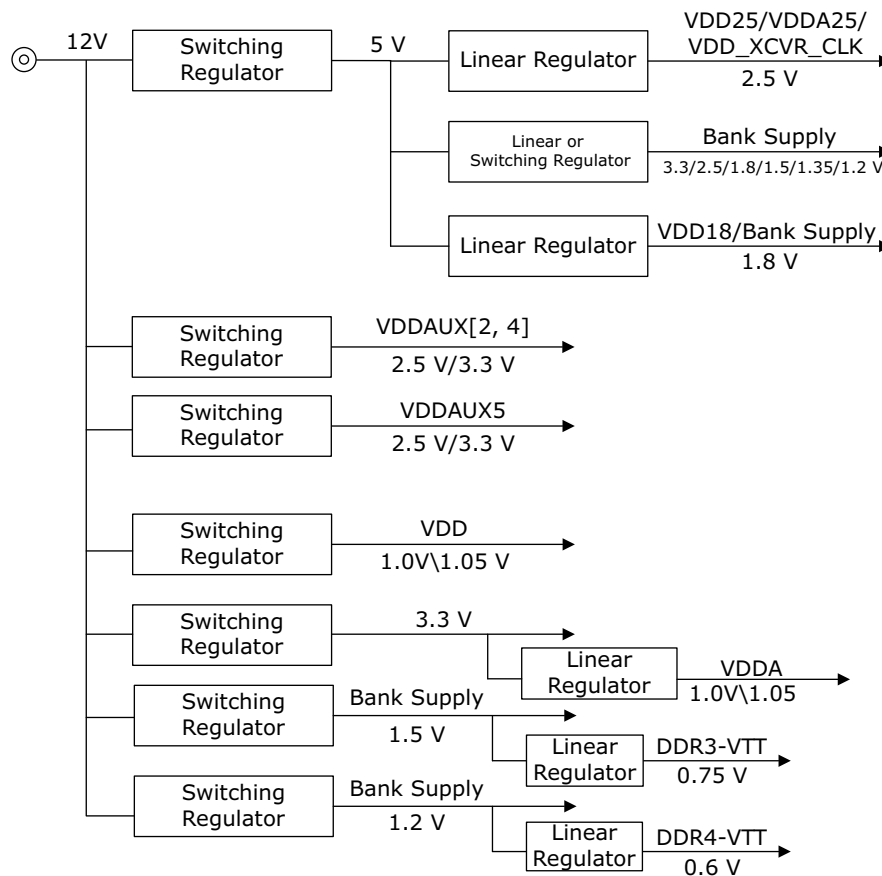 12V
Switching
Regulator
5 V
Linear Regulator
VDD25/VDDA25/
VDD_XCVR_CLK
2.5 V
Linear or
Switching Regulator
Bank Supply
3.3/2.5/1.8/1.5/1.35/1.2 V
Linear Regulator
VDD18/Bank Supply
1.8 V
Switching
Regulator
VDDAUX[2, 4]
2.5 V/3.3 V
Switching
Regulator
VDDAUX5
2.5 V/3.3 V
Switching
Regulator
VDD
1.0V\1.05 V
Switching
Regulator
3.3 V
Linear
Regulator
VDDA
1.0V\1.05
Switching
Regulator
Bank Supply
1.5 V
Linear
Regulator
DDR3-VTT
0.75 V
Switching
Regulator
Bank Supply
1.2 V
Linear
Regulator
DDR4-VTT
0.6 V